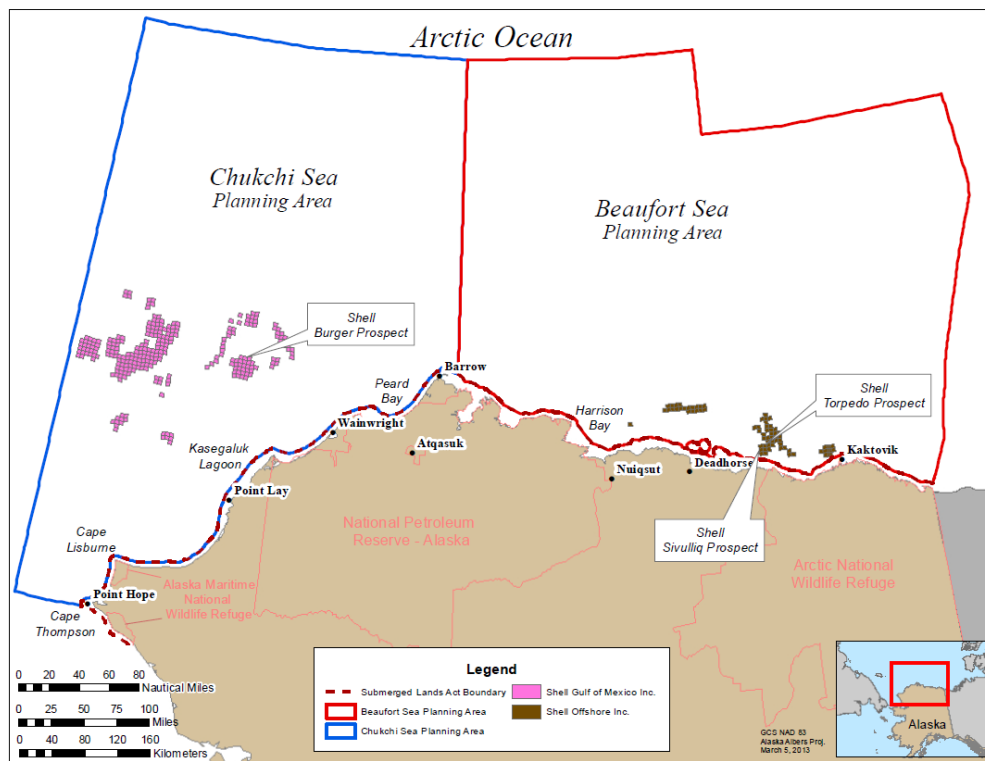 Arctic Ocean
Chukchi Sea
Planning Area
Beaufort Sea
Planning Area
Shell
Burger Prospect
Barrow
Peard
Bay
Wainwright
Atqasuk
Kasegaluk
Lagoon
Point Lay
Harrison
Bay
Shell
Torpedo Prospect
Nuiqsut
Deadhorse
Kaktovik
Shell
Sivulliq Prospect
National Petroleum
Reserve - Alaska
Arctic National
Wildlife Refuge
Cape
Lisburne
Point Hope
Alaska Maritime
National
Wildlife Refuge
Cape
Thompson
0 20 40 60 80
Nautical Miles
0 25 50 75 100
Miles
0 40 80 120 160
Kilometers
Legend
Submerged Lands Act Boundary
Beaufort Sea Planning Area
Chukchi Sea Planning Area
Shell Gulf of Mexico Inc.
Shell Offshore Inc.
GCS NAD 83
Alaska Albers Proj.
March 5, 2013
Alaska